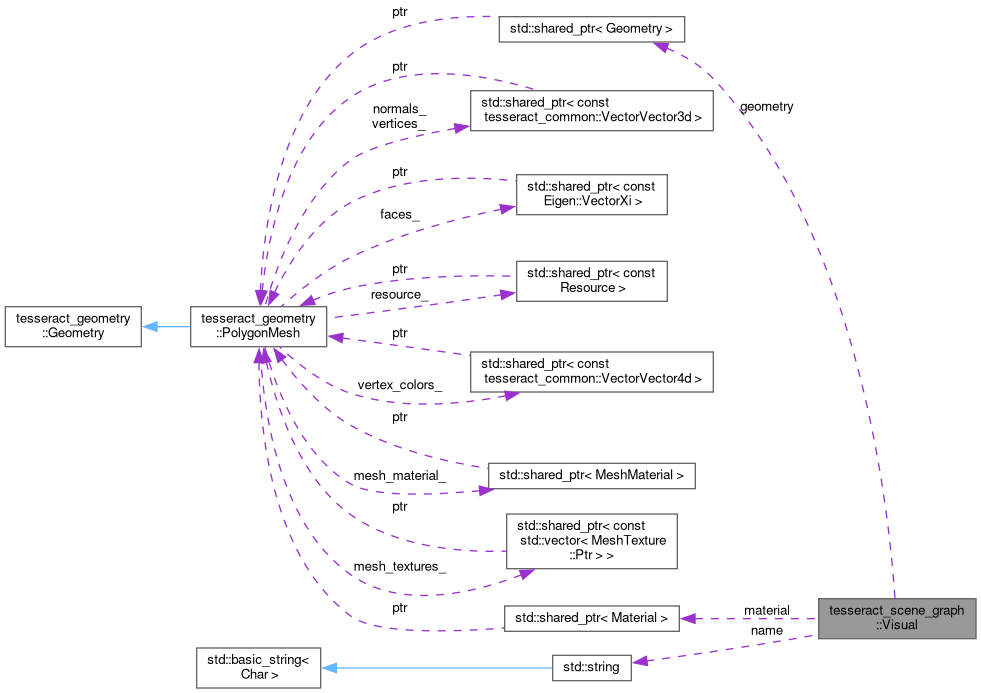 ptr
std::shared_ptr< Geometry >
ptr
std::shared_ptr< const
tesseract_common::VectorVector3d >
geometry
normals_
vertices_
ptr
std::shared_ptr< const
Eigen::VectorXi >
faces_
ptr
std::shared_ptr< const
Resource >
resource_
tesseract_geometry
::Geometry
tesseract_geometry
::PolygonMesh
ptr
std::shared_ptr< const
tesseract_common::VectorVector4d >
vertex_colors_
ptr
std::shared_ptr< MeshMaterial >
mesh_material_
ptr
std::shared_ptr< const
std::vector< MeshTexture
::Ptr > >
mesh_textures_
ptr
std::shared_ptr< Material >
material
tesseract_scene_graph
::Visual
name
std::basic_string<
Char >
std::string